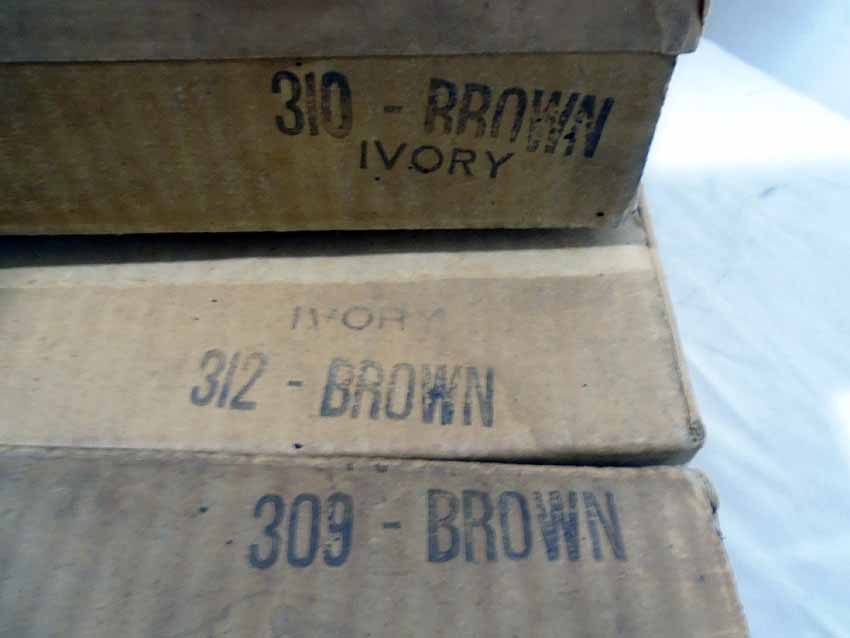 310 - BROWN
IVORY
IVORY
312 - BROWN
309 - BROWN